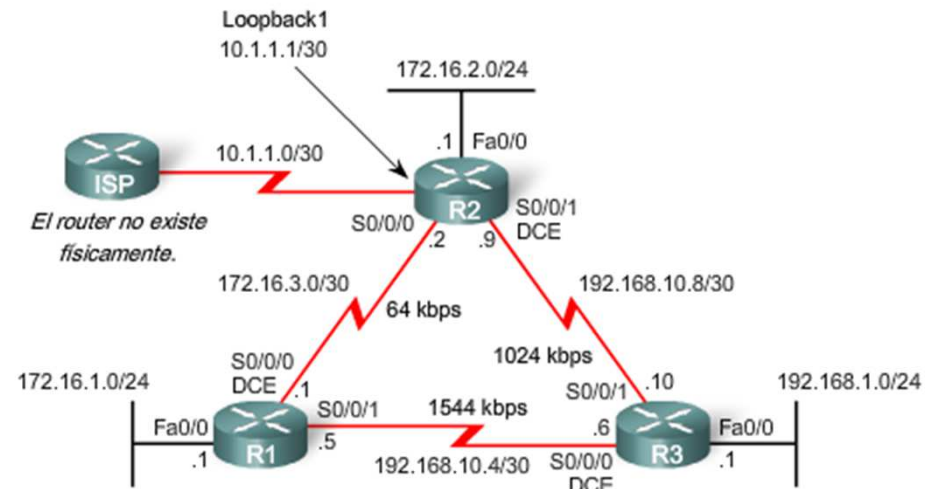 Loopback1
10.1.1.1/30
172.16.2.0/24
.1 Fa0/0
10.1.1.0/30
ISP
R2
El router no existe
físicamente.
S0/0/0
S0/0/1
DCE
.2
.9
172.16.3.0/30
192.168.10.8/30
64 kbps
1024 kbps
S0/0/0
DCE
.1
172.16.1.0/24
S0/0/1
.10
192.168.1.0/24
S0/0/1
1544 kbps
Fa0/0
R1
.5
.6
R3
Fa0/0
.1
192.168.10.4/30
S0/0/0
DCE
.1